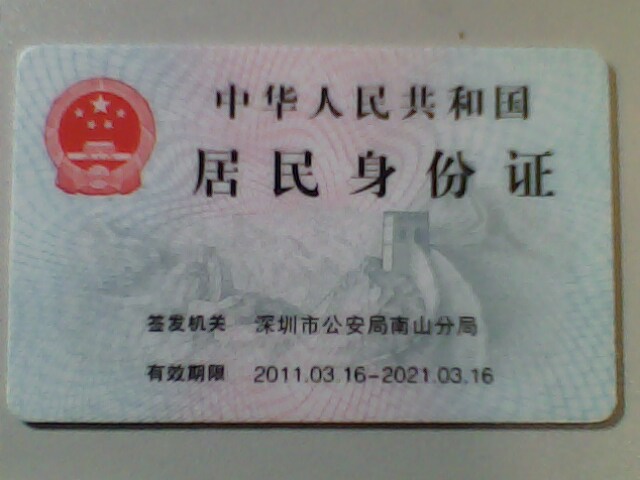 中华人民共和国
居民身份证
签发机关 深圳市公安局南山分局
有效期限 2011.03.16-2021.03.16